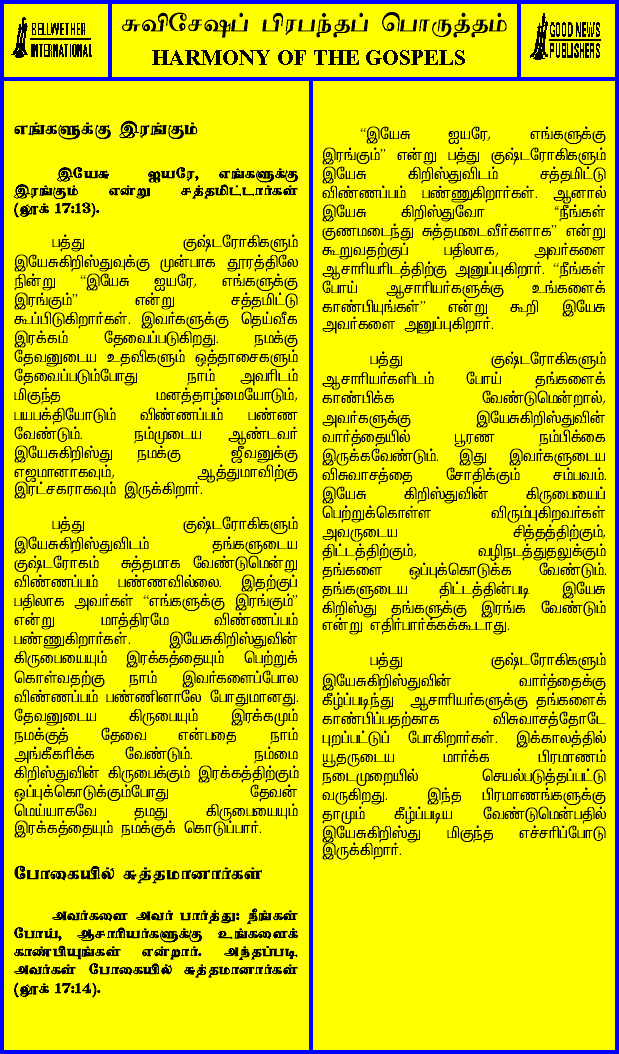 BELLWETHER
INTERNATIONAL
சுவிசேஷப் பிரபந்தப் பொருத்தம்
HARMONY OF THE GOSPELS
GOOD NEWS
PUBLISHERS
எங்களுக்கு இரங்கும்
இயேசு ஐயரே, எங்களுக்கு
இரங்கும் என்று சத்தமிட்டார்கள்
(லூக் 17:13).
பத்து குஷ்டரோகிகளும்
இயேசுகிறிஸ்துவுக்கு முன்பாக தூரத்திலே
நின்று “இயேசு ஐயரே, எங்களுக்கு
இரங்கும்” என்று சத்தமிட்டு
கூப்பிடுகிறார்கள். இவர்களுக்கு தெய்வீக
இரக்கம் தேவைப்படுகிறது. நமக்கு
தேவனுடைய உதவிகளும் ஒத்தாசைகளும்
தேவைப்படும்போது நாம் அவரிடம்
மிகுந்த மனத்தாழ்மையோடும்,
பயபக்தியோடும் விண்ணப்பம் பண்ண
வேண்டும். நம்முடைய ஆண்டவர்
இயேசுகிறிஸ்து நமக்கு ஜீவனுக்கு
எஜமானாகவும், ஆத்துமாவிற்கு
இரட்சகராகவும் இருக்கிறார்.
பத்து குஷ்டரோகிகளும்
இயேசுகிறிஸ்துவிடம் தங்களுடைய
குஷ்டரோகம் சுத்தமாக வேண்டுமென்று
விண்ணப்பம் பண்ணவில்லை. இதற்குப்
பதிலாக அவர்கள் “எங்களுக்கு இரங்கும்”
என்று மாத்திரமே விண்ணப்பம்
பண்ணுகிறார்கள். இயேசுகிறிஸ்துவின்
கிருபையையும் இரக்கத்தையும் பெற்றுக்
கொள்வதற்கு நாம் இவர்களைப்போல
விண்ணப்பம் பண்ணினாலே போதுமானது.
தேவனுடைய கிருபையும் இரக்கமும்
நமக்குத் தேவை என்பதை நாம்
அங்கீகரிக்க வேண்டும். நம்மை
கிறிஸ்துவின் கிருபைக்கும் இரக்கத்திற்கும்
ஒப்புக்கொடுக்கும்போது தேவன்
மெய்யாகவே தமது கிருபையையும்
இரக்கத்தையும் நமக்குக் கொடுப்பார்.
போகையில் சுத்தமானார்கள்
அவர்களை அவர் பார்த்து: நீங்கள்
போய், ஆசாரியர்களுக்கு உங்களைக்
காண்பியுங்கள் என்றார். அந்தப்படி
அவர்கள் போகையில் சுத்தமானார்கள்
(லூக் 17:14).
“இயேசு ஐயரே, எங்களுக்கு
இரங்கும்” என்று பத்து குஷ்டரோகிகளும்
இயேசு கிறிஸ்துவிடம் சத்தமிட்டு
விண்ணப்பம் பண்ணுகிறார்கள். ஆனால்
இயேசு கிறிஸ்துவோ “நீங்கள்
குணமடைந்து சுத்தமடைவீர்களாக” என்று
கூறுவதற்குப் பதிலாக, அவர்களை
ஆசாரியரிடத்திற்கு அனுப்புகிறார். “நீங்கள்
போய் ஆசாரியர்களுக்கு உங்களைக்
காண்பியுங்கள்” என்று கூறி இயேசு
அவர்களை அனுப்புகிறார்.
பத்து குஷ்டரோகிகளும்
ஆசாரியர்களிடம் போய் தங்களைக்
காண்பிக்க வேண்டுமென்றால்,
அவர்களுக்கு இயேசுகிறிஸ்துவின்
வார்த்தையில் பூரண நம்பிக்கை
இருக்கவேண்டும். இது இவர்களுடைய
விசுவாசத்தை சோதிக்கும் சம்பவம்.
இயேசு கிறிஸ்துவின் கிருபையைப்
பெற்றுக்கொள்ள விரும்புகிறவர்கள்
அவருடைய சித்தத்திற்கும்,
திட்டத்திற்கும், வழிநடத்துதலுக்கும்
தங்களை ஒப்புக்கொடுக்க வேண்டும்.
தங்களுடைய திட்டத்தின்படி இயேசு
கிறிஸ்து தங்களுக்கு இரங்க வேண்டும்
என்று எதிர்பார்க்கக்கூடாது.
பத்து குஷ்டரோகிகளும்
இயேசுகிறிஸ்துவின் வார்த்தைக்கு
கீழ்ப்படிந்து ஆசாரியர்களுக்கு தங்களைக்
காண்பிப்பதற்காக விசுவாசத்தோடே
புறப்பட்டுப் போகிறார்கள். இக்காலத்தில்
யூதருடைய மார்க்க பிரமாணம்
நடைமுறையில் செயல்படுத்தப்பட்டு
வருகிறது. இந்த பிரமாணங்களுக்கு
தாமும் கீழ்ப்படிய வேண்டுமென்பதில்
இயேசுகிறிஸ்து மிகுந்த எச்சரிப்போடு
இருக்கிறார்.